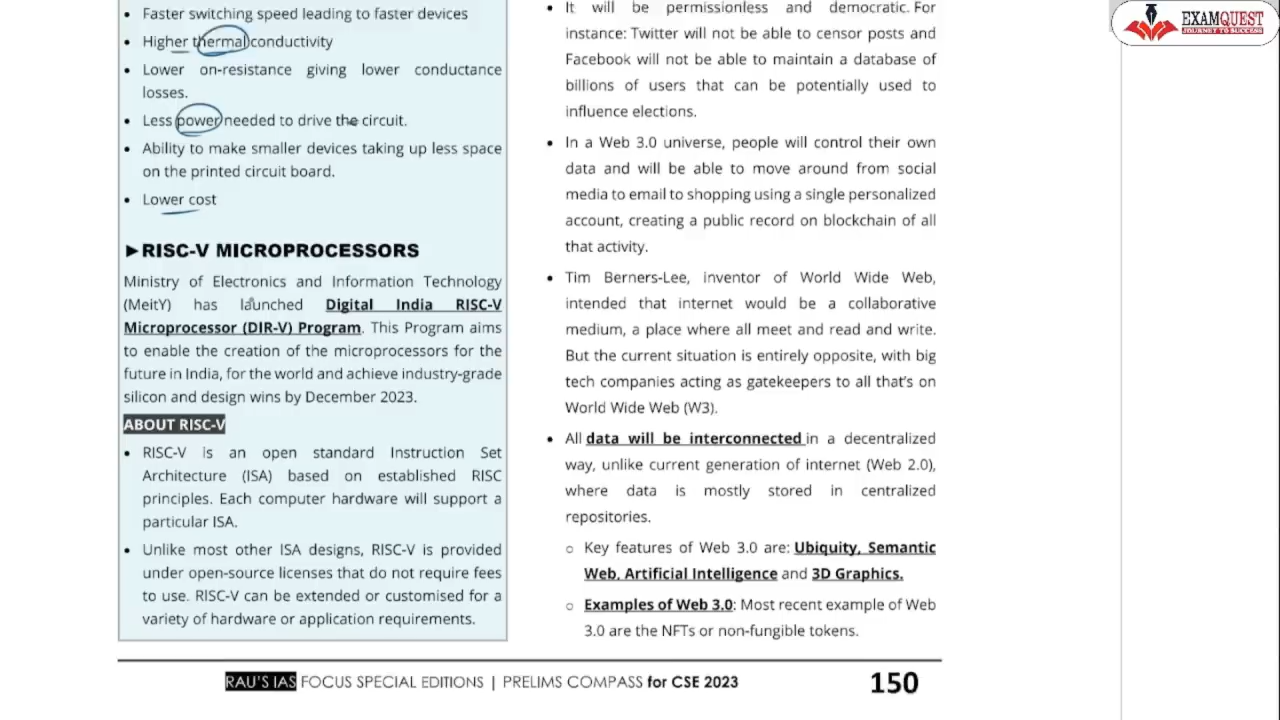 • Faster switching speed leading to faster devices
• Higher thermal conductivity
• Lower on-resistance giving lower conductance
losses.
• Less power needed to drive the circuit.
• Ability to make smaller devices taking up less space
on the printed circuit board.
• Lower cost
►RISC-V MICROPROCESSORS
Ministry of Electronics and Information Technology
(MeitY) has launched Digital India RISC-V
Microprocessor (DIR-V) Program. This Program aims
to enable the creation of the microprocessors for the
future in India, for the world and achieve industry-grade
silicon and design wins by December 2023.
ABOUT RISC-V
• RISC-V is an open standard Instruction Set
Architecture (ISA) based on established RISC
principles. Each computer hardware will support a
particular ISA.
• Unlike most other ISA designs, RISC-V is provided
under open-source licenses that do not require fees
to use. RISC-V can be extended or customised for a
variety of hardware or application requirements.
• It will be permissionless and democratic. For
instance: Twitter will not be able to censor posts and
Facebook will not be able to maintain a database of
billions of users that can be potentially used to
influence elections.
• In a Web 3.0 universe, people will control their own
data and will be able to move around from social
media to email to shopping using a single personalized
account, creating a public record on blockchain of all
that activity.
• Tim Berners-Lee, inventor of World Wide Web,
intended that internet would be a collaborative
medium, a place where all meet and read and write.
But the current situation is entirely opposite, with big
tech companies acting as gatekeepers to all that's on
World Wide Web (W3).
• All data will be interconnected in a decentralized
way, unlike current generation of internet (Web 2.0),
where data is mostly stored in centralized
repositories.
o Key features of Web 3.0 are: Ubiquity, Semantic
Web, Artificial Intelligence and 3D Graphics.
o Examples of Web 3.0: Most recent example of Web
3.0 are the NFTs or non-fungible tokens.
RAU'S IAS FOCUS SPECIAL EDITIONS | PRELIMS COMPASS for CSE 2023
150
EXAMQUEST
JOURNEY TO SUCCESS